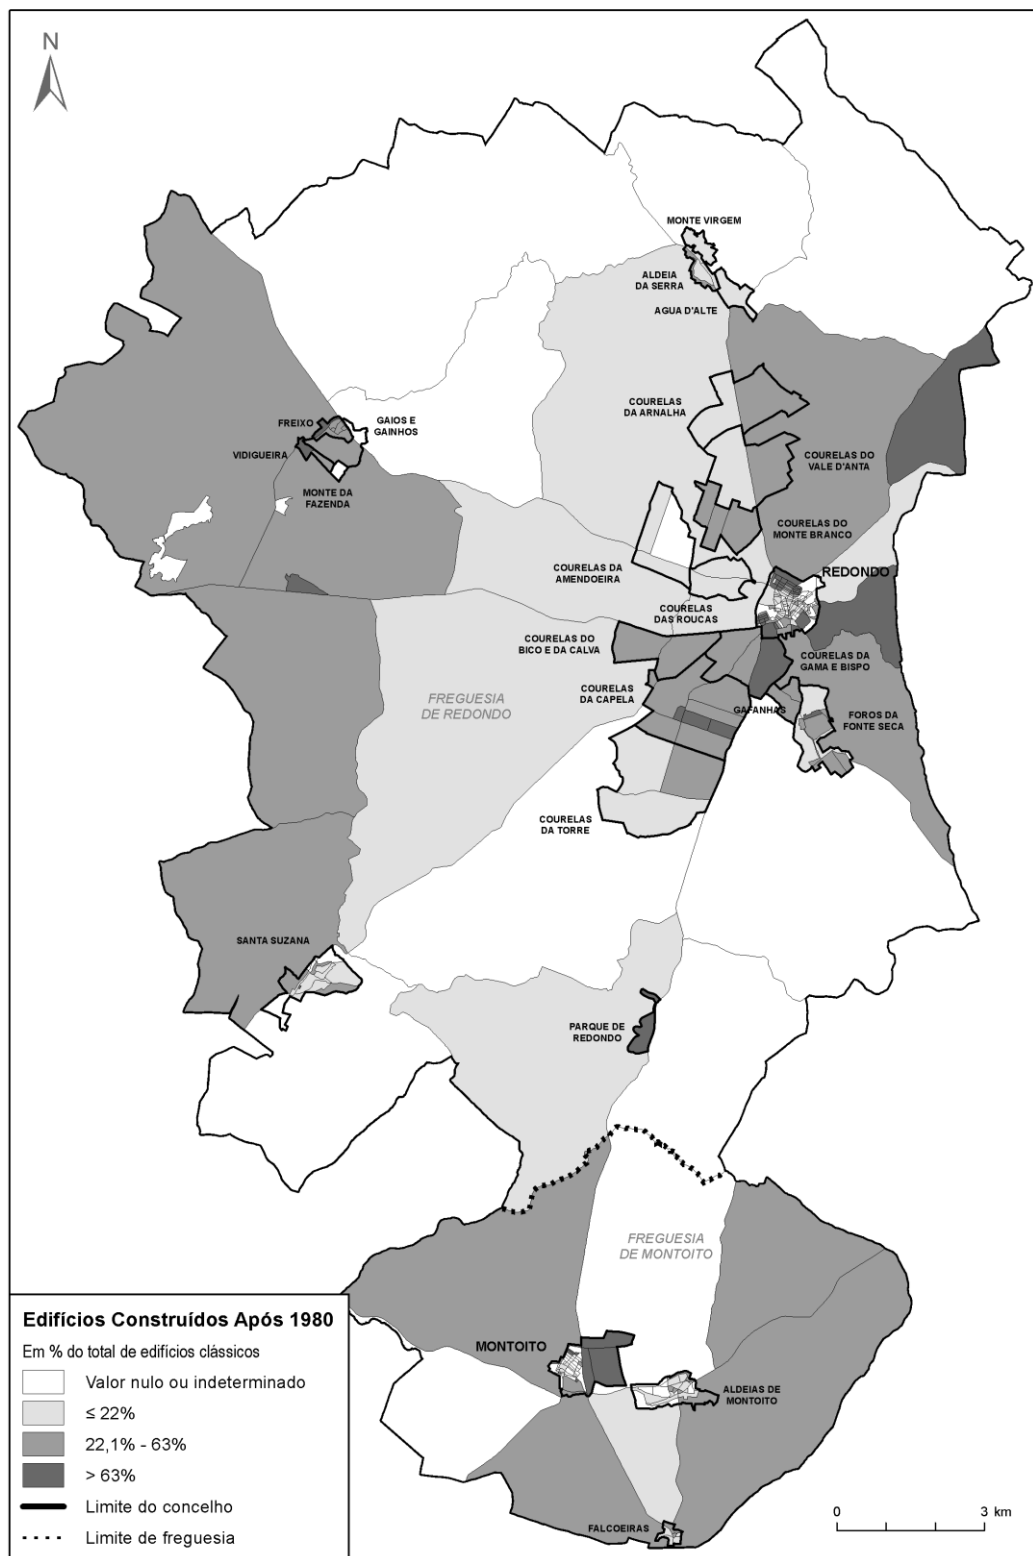 N
MONTE VIRGEM
ALDEIA
DA SERRA
AGUA D'ALTE
COURELAS
DA ARNALHA
FREIXO
GAIOS E
GAINHOS
VIDIGUEIRA
COURELAS DO
VALE D'ANTA
MONTE DA
FAZENDA
COURELAS DO
MONTE BRANCO
COURELAS DA
AMENDOEIRA
REDONDO
COURELAS
DAS ROUCAS
COURELAS DO
BICO E DA CALVA
COURELAS DA
GAMA E BISPO
FREGUESIA
DE REDONDO
COURELAS
DA CAPELA
GAFANHAS
FOROS DA
FONTE SECA
COURELAS
DA TORRE
SANTA SUZANA
PARQUE DE
REDONDO
FREGUESIA
DE MONTOITO
MONTOITO
ALDEIAS DE
MONTOITO
FALCOEIRAS
Edifícios Construídos Após 1980
Em % do total de edifícios clássicos
Valor nulo ou indeterminado
≤ 22%
22,1% - 63%
> 63%
Limite do concelho
Limite de freguesia
0 3 km